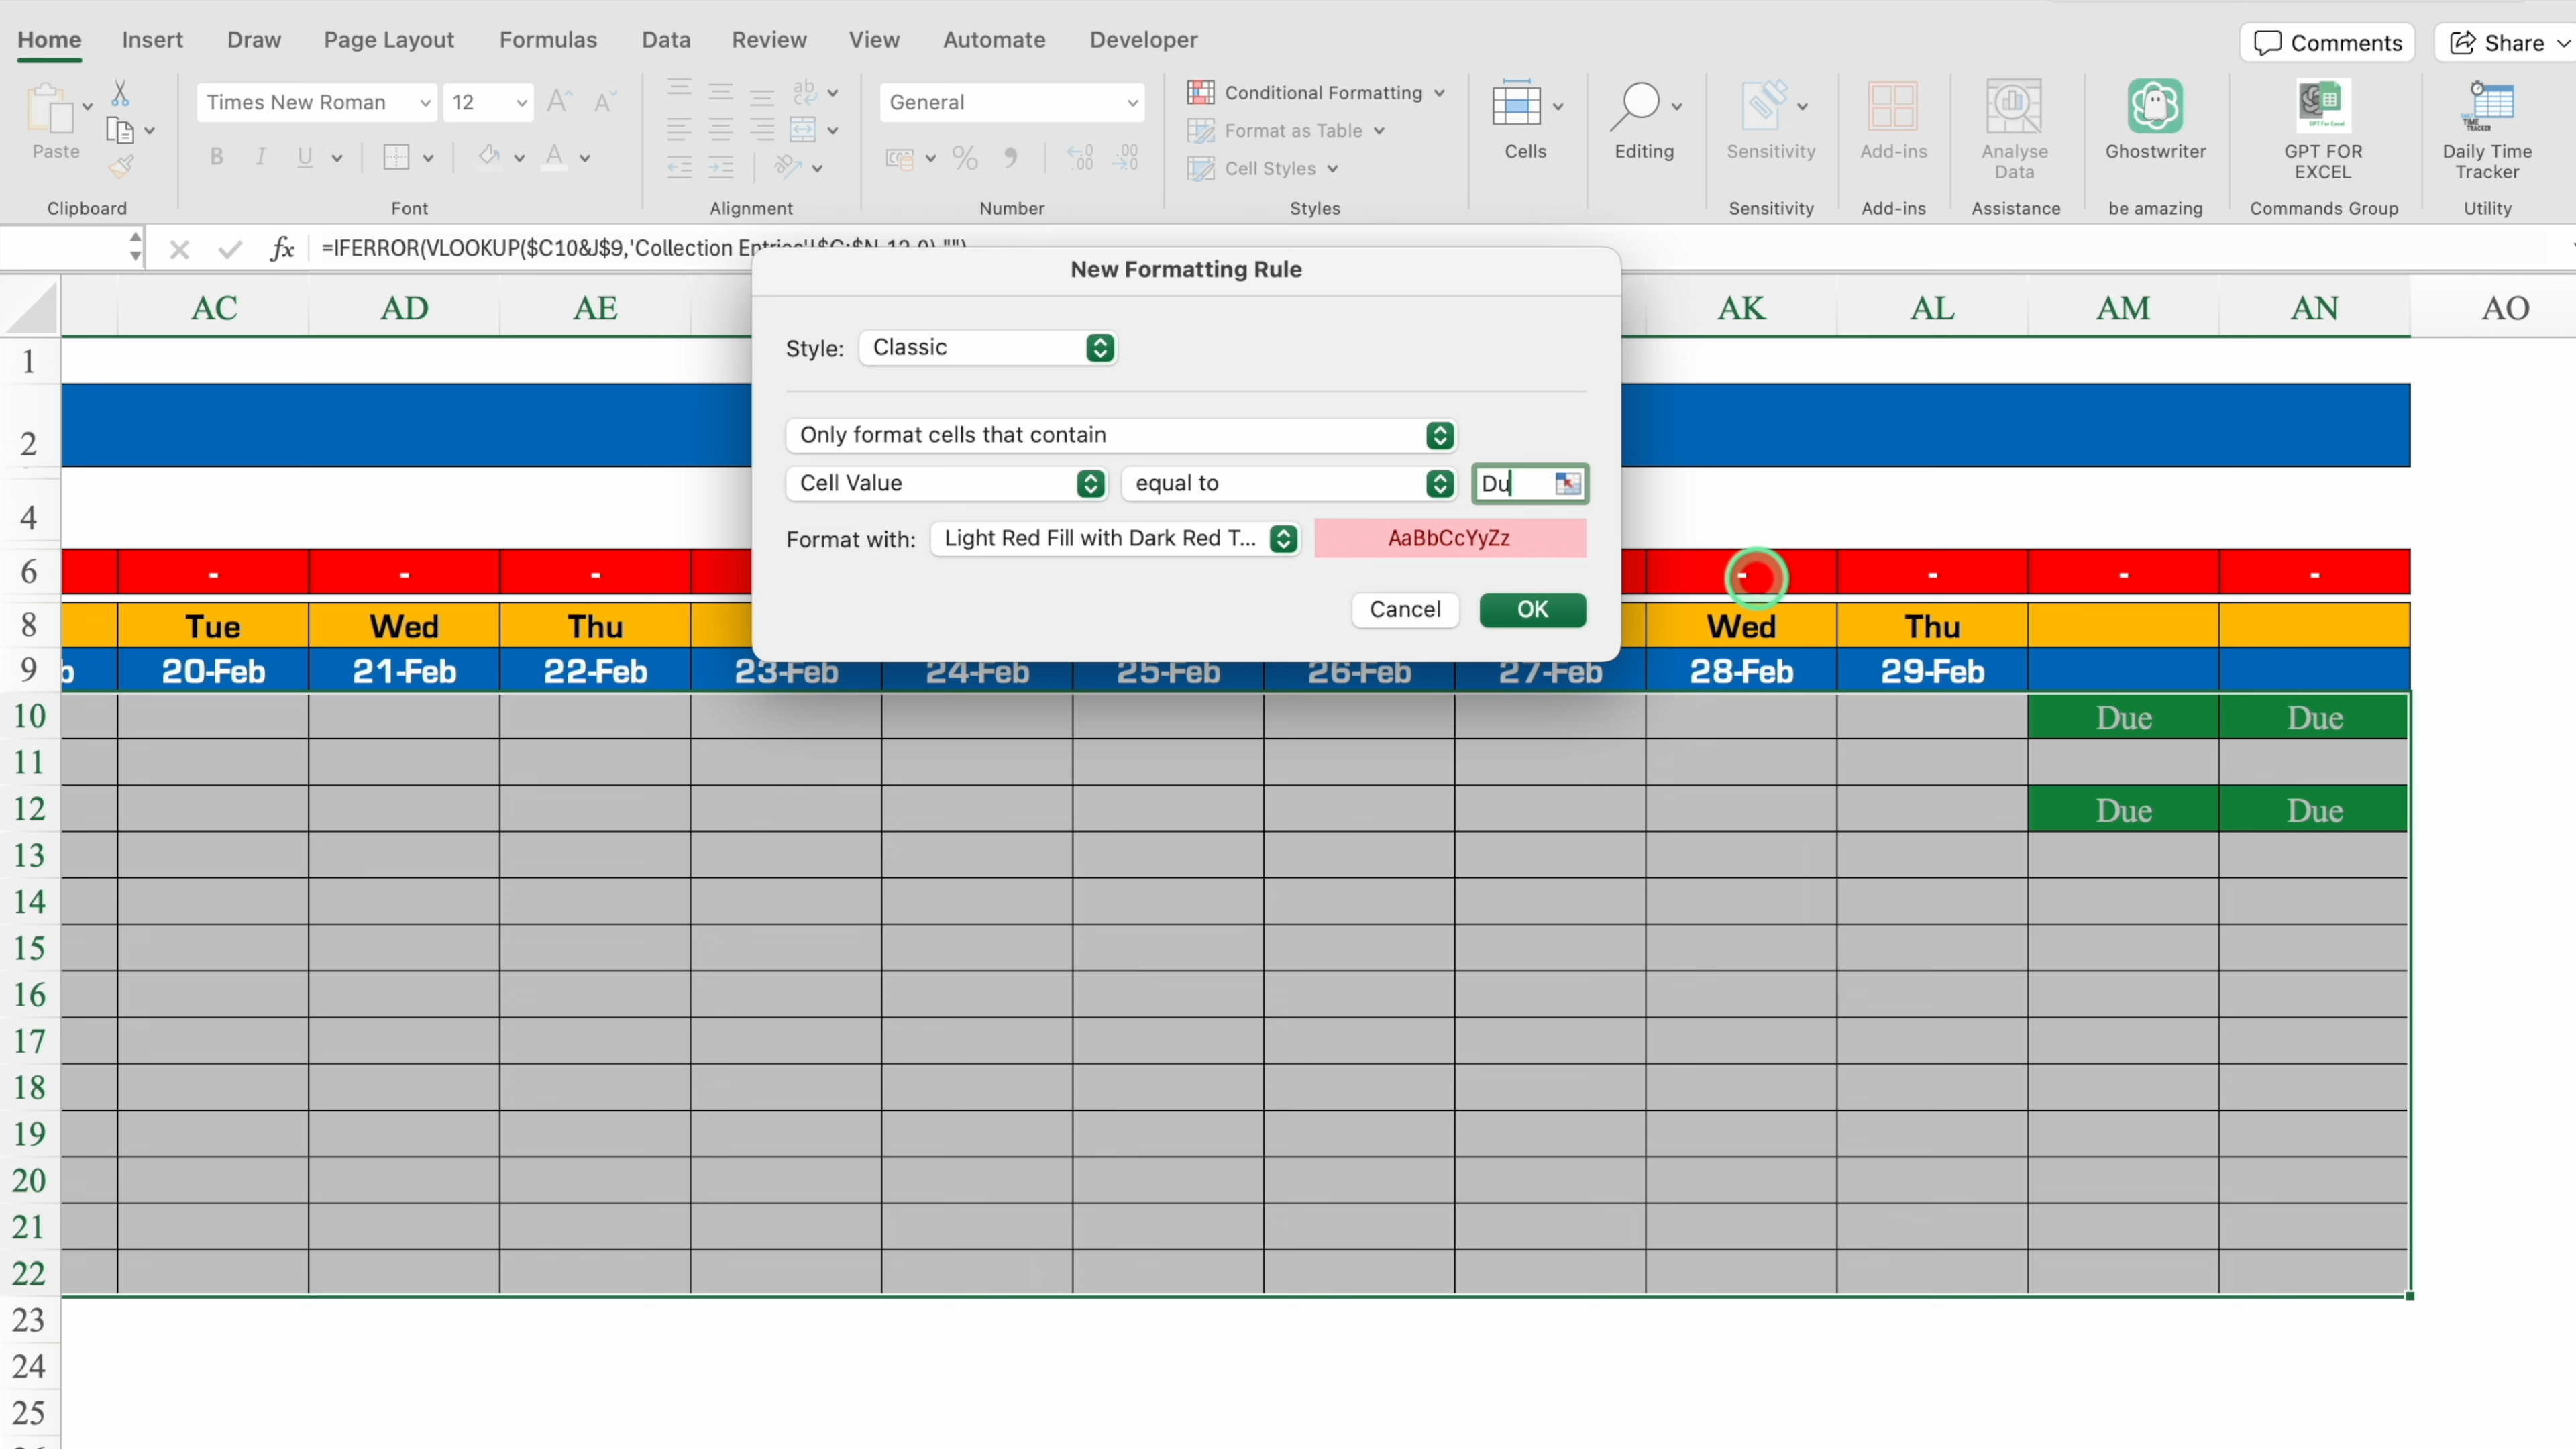 Home Insert Draw Page Layout Formulas Data Review View Automate Developer Comments Share
Times New Roman 12 General Conditional Formatting
Format as Table
Cell Styles
Paste Cells Editing Sensitivity Add-ins Analyse Data Ghostwriter GPT FOR EXCEL Daily Time Tracker
Clipboard Font Alignment Number Styles Sensitivity Add-ins Assistance be amazing Commands Group Utility
fx =IFERROR(VLOOKUP($C10&J$9,'Collection
New Formatting Rule
AC AD AE AK AL AM AN AO
Style: Classic
Only format cells that contain
Cell Value equal to Du
Format with: Light Red Fill with Dark Red T... AaBbCcYyZz
Cancel OK
1
2
4
6 - - - - - - -
8 Tue Wed Thu Wed Thu
9 b 20-Feb 21-Feb 22-Feb 23-Feb 24-Feb 25-Feb 26-Feb 27-Feb 28-Feb 29-Feb
10 Due Due
11
12 Due Due
13
14
15
16
17
18
19
20
21
22
23
24
25